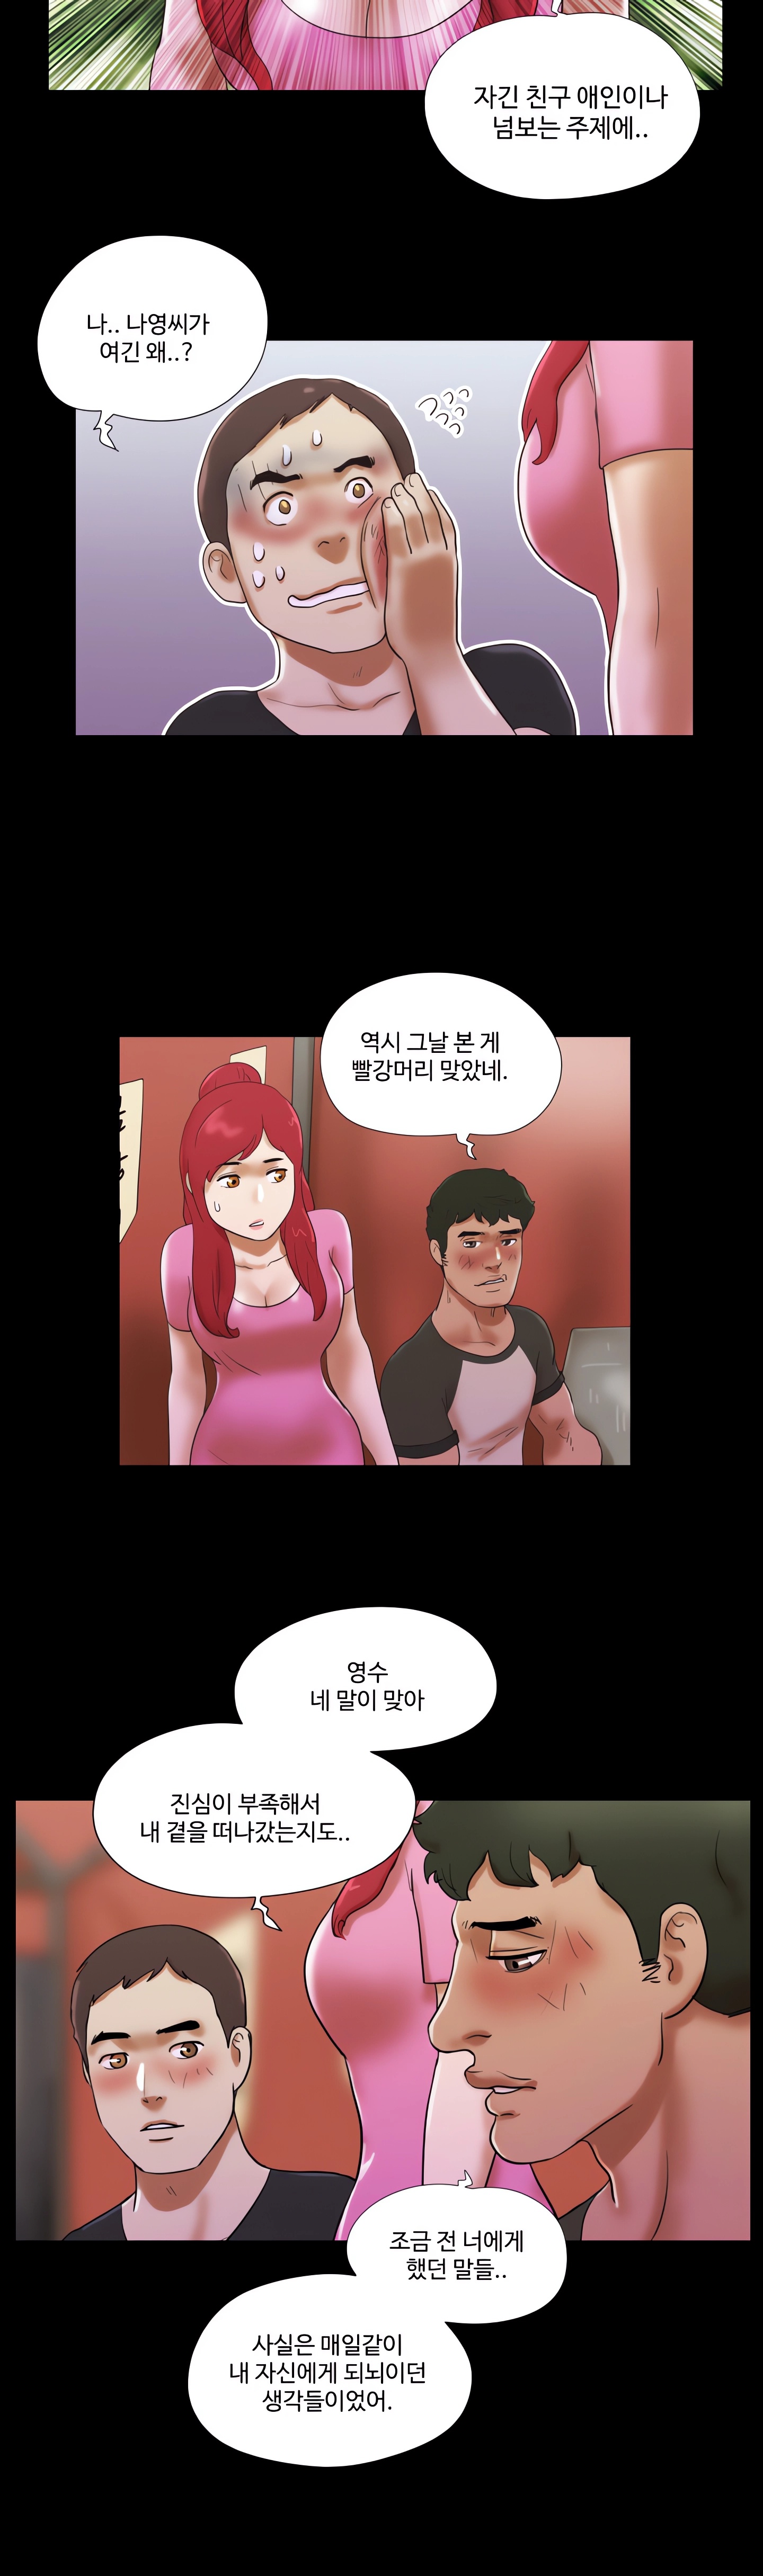 자긴 친구 애인이나
넘보는 주제에..
나.. 나영씨가
여긴 왜..?
역시 그날 본 게
빨강머리 맞았네.
영수
네 말이 맞아
진심이 부족해서
내 곁을 떠나갔는지도..
조금 전 너에게
했던 말들..
사실은 매일같이
내 자신에게 되뇌이던
생각들이었어.